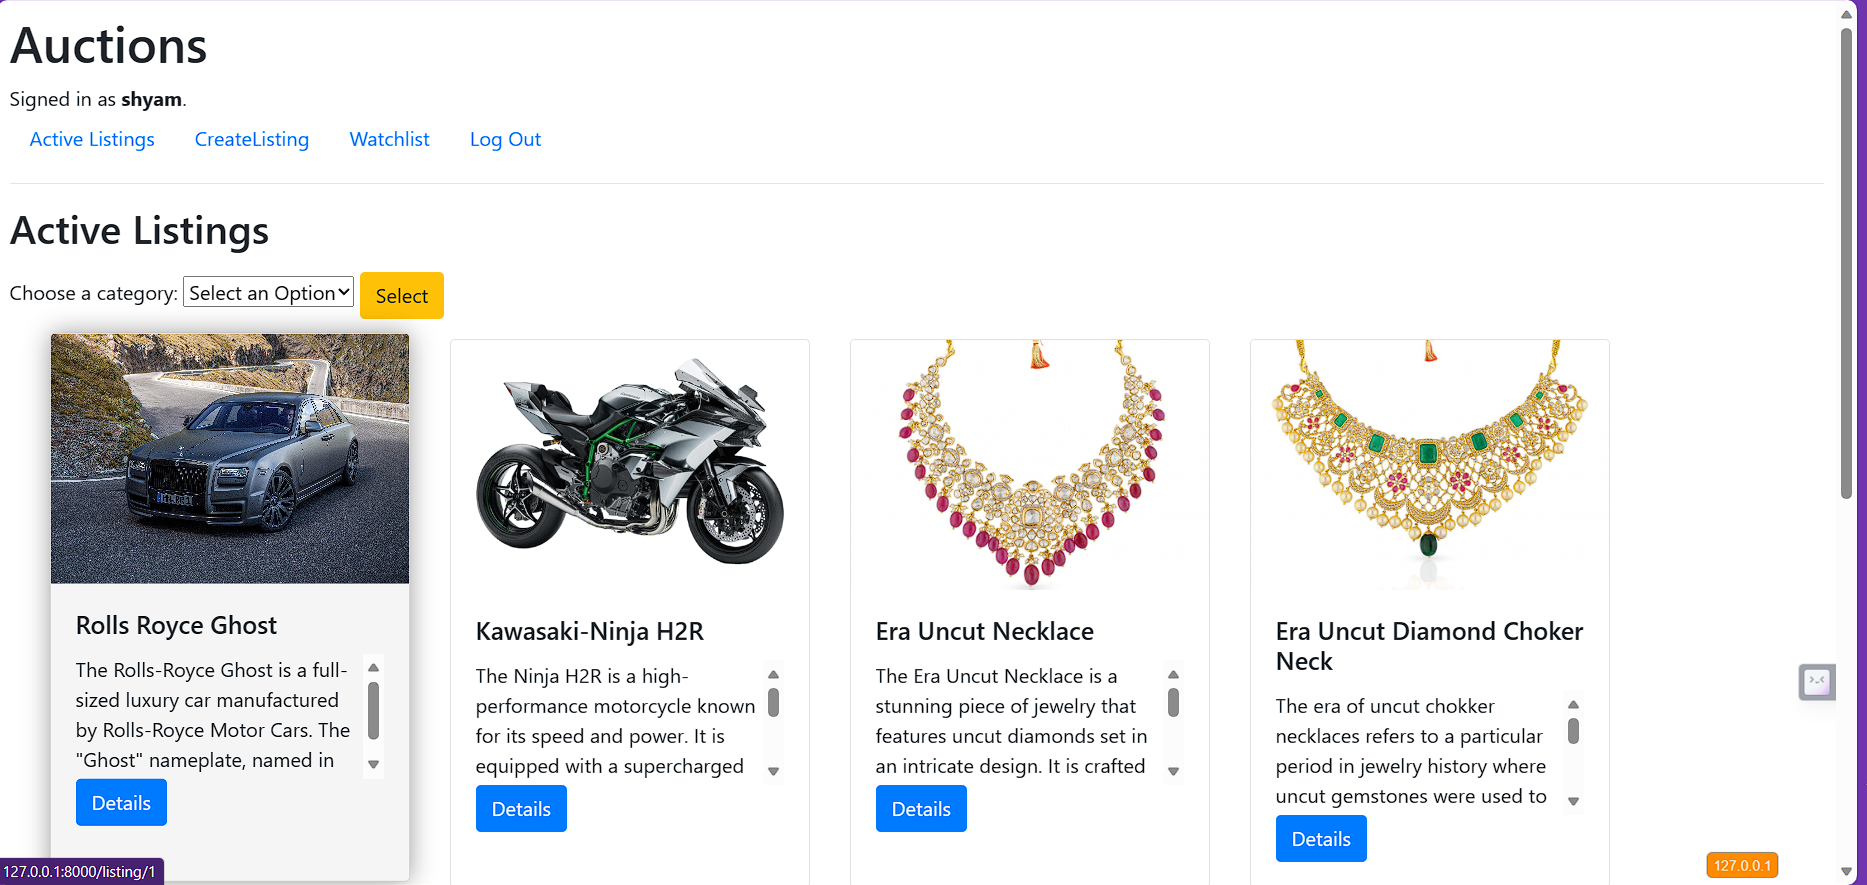 Auctions
Signed in as shyam.
Active Listings
CreateListing
Watchlist
Log Out
Active Listings
Choose a category:
Select an Option
Select
Rolls Royce Ghost
The Rolls-Royce Ghost is a full-
sized luxury car manufactured
by Rolls-Royce Motor Cars. The
"Ghost" nameplate, named in
Details
Kawasaki-Ninja H2R
The Ninja H2R is a high-
performance motorcycle known
for its speed and power. It is
equipped with a supercharged
Details
Era Uncut Necklace
The Era Uncut Necklace is a
stunning piece of jewelry that
features uncut diamonds set in
an intricate design. It is crafted
Details
Era Uncut Diamond Choker
Neck
The era of uncut chokker
necklaces refers to a particular
period in jewelry history where
uncut gemstones were used to
Details
127.0.0.1:8000/listing/1
127.0.0.1